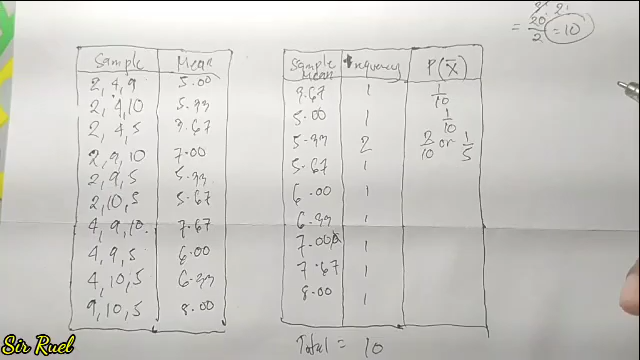 3! 2!
= 20/2 = 10
Sample Mean
2, 4, 9 5.00
2, 4, 10 5.33
2, 4, 5 3.67
2, 9, 10 7.00
2, 9, 5 5.33
2, 10, 5 5.67
4, 9, 10. 7.67
4, 9, 5 6.00
4, 10, 5 6.33
9, 10, 5 8.00
Sample Mean Frequency P(X̄)
3.67 1 1/10
5.00 1 1/10
5.33 2 2/10 or 1/5
5.67 1
6.00 1
6.33 1
7.00 1
7.67 1
8.00 1
Total = 10
Sir Ruel